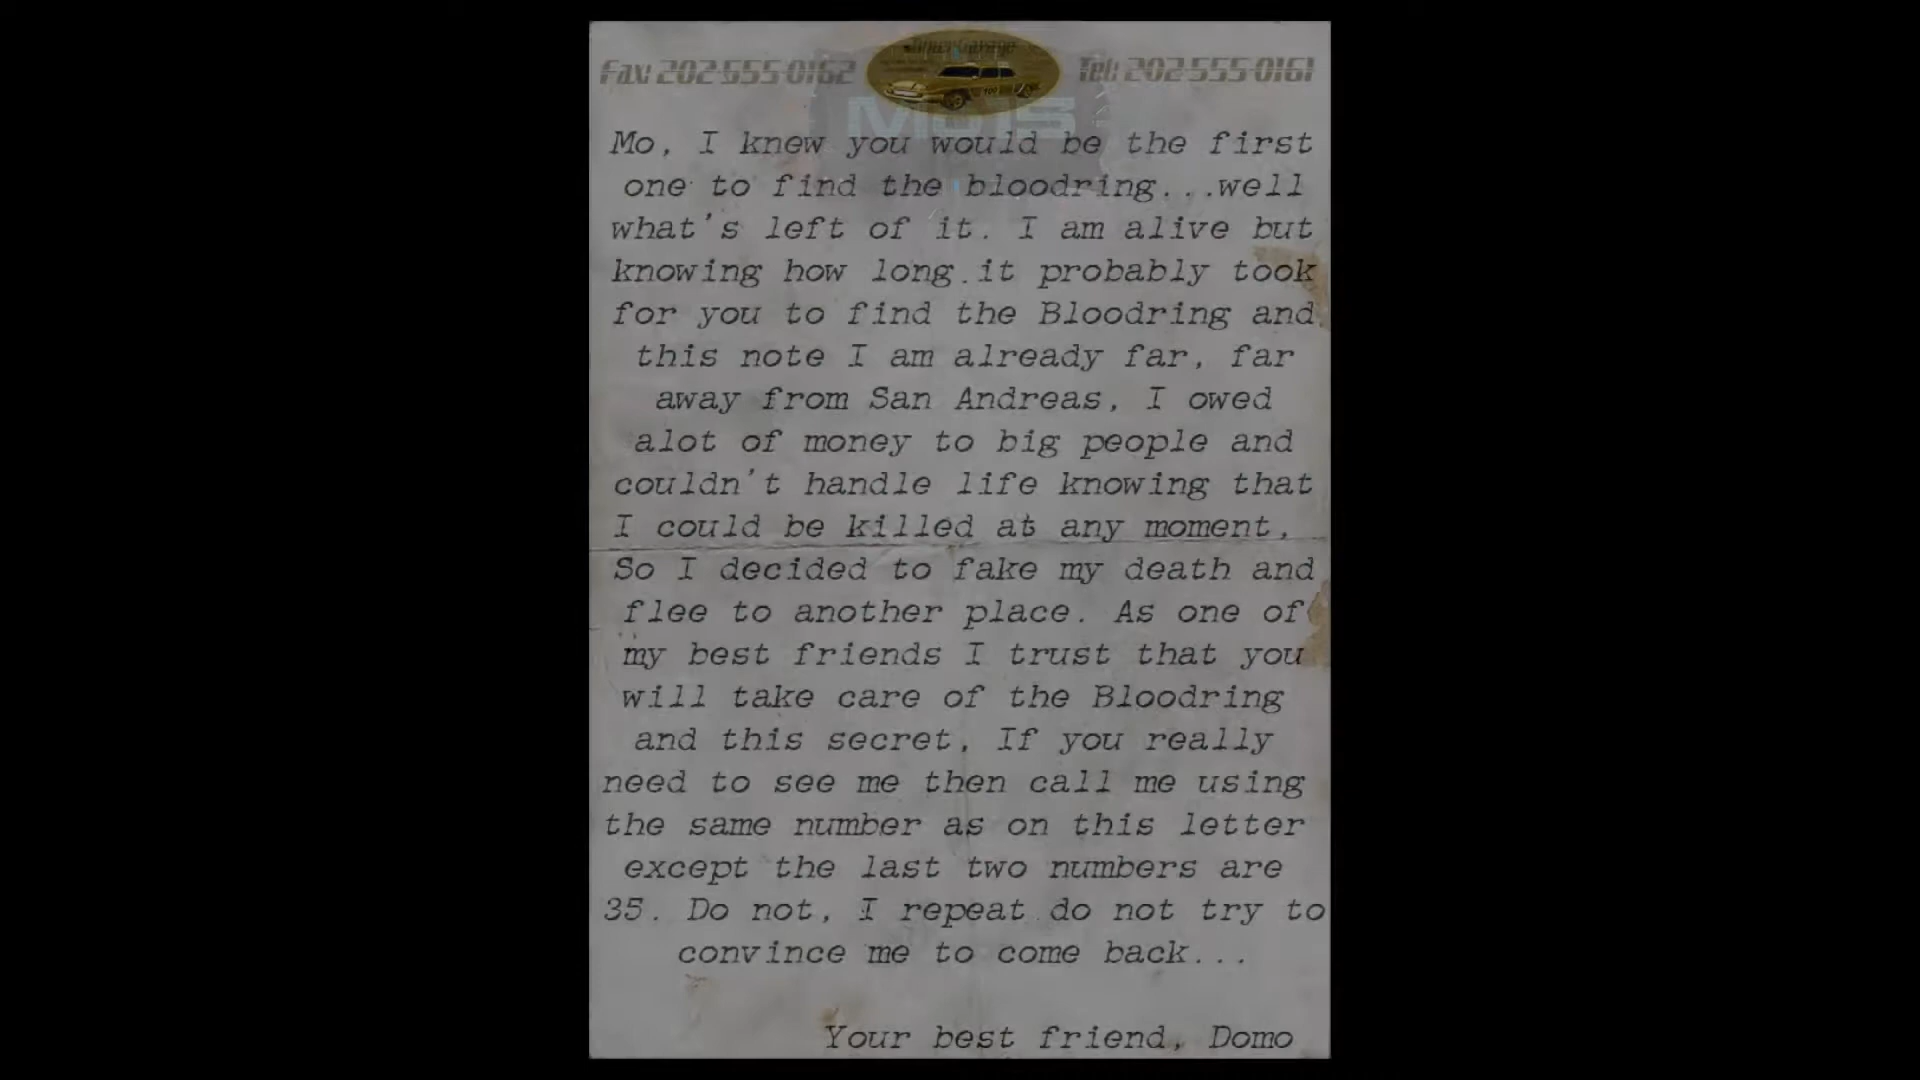 Fax: 202-555-0162
Tel: 202-555-0161
Mo, I knew you would be the first
one to find the bloodring...well
what's left of it. I am alive but
knowing how long it probably took
for you to find the Bloodring and
this note I am already far, far
away from San Andreas, I owed
alot of money to big people and
couldn't handle life knowing that
I could be killed at any moment,
So I decided to fake my death and
flee to another place. As one of
my best friends I trust that you
will take care of the Bloodring
and this secret, If you really
need to see me then call me using
the same number as on this letter
except the last two numbers are
35. Do not, I repeat do not try to
convince me to come back...
Your best friend, Domo